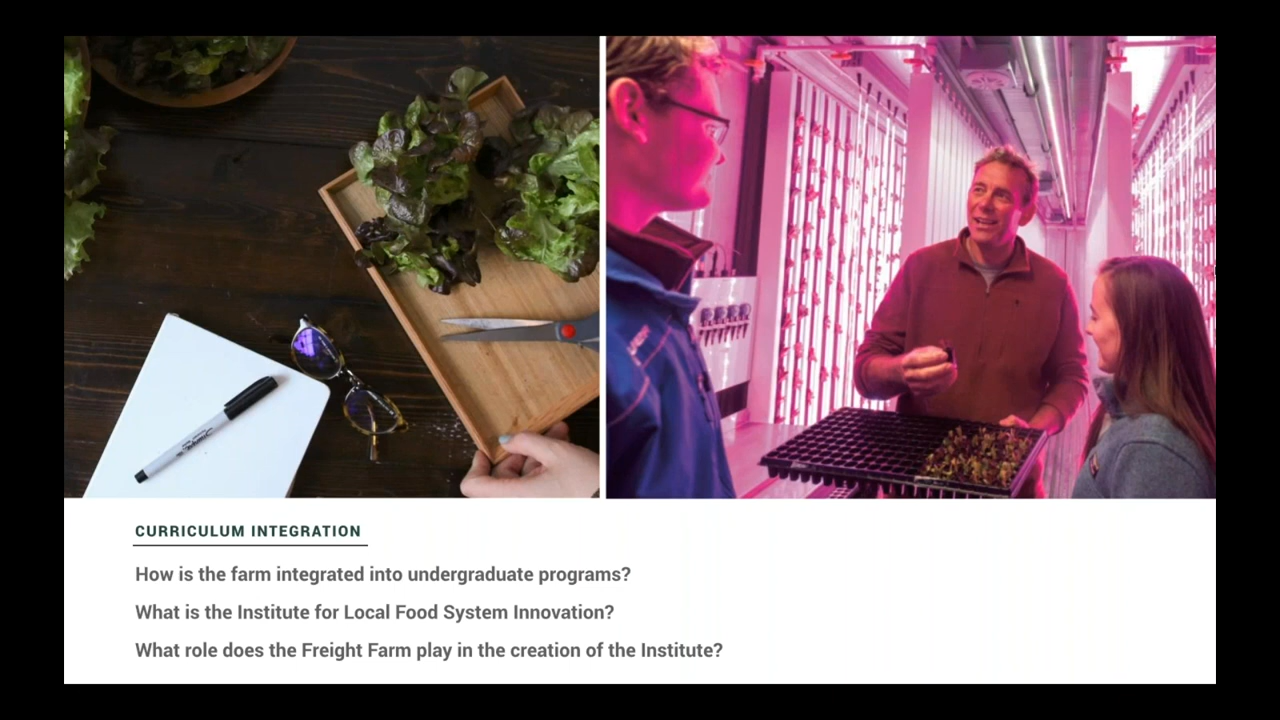 CURRICULUM INTEGRATION
How is the farm integrated into undergraduate programs?
What is the Institute for Local Food System Innovation?
What role does the Freight Farm play in the creation of the Institute?